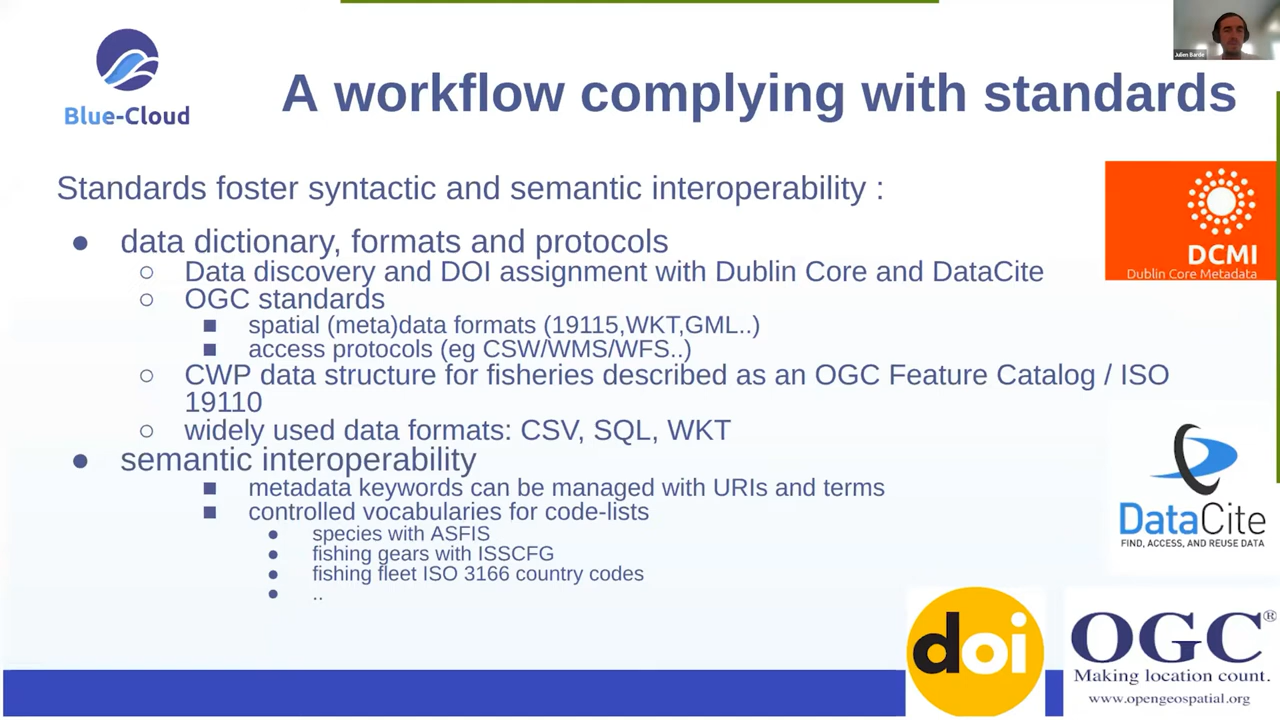 Blue-Cloud
A workflow complying with standards
Julien Barde
Standards foster syntactic and semantic interoperability :
● data dictionary, formats and protocols
○ Data discovery and DOI assignment with Dublin Core and DataCite
○ OGC standards
■ spatial (meta)data formats (19115,WKT,GML..)
■ access protocols (eg CSW/WMS/WFS..)
○ CWP data structure for fisheries described as an OGC Feature Catalog / ISO
19110
○ widely used data formats: CSV, SQL, WKT
● semantic interoperability
■ metadata keywords can be managed with URIs and terms
■ controlled vocabularies for code-lists
● species with ASFIS
● fishing gears with ISSCFG
● fishing fleet ISO 3166 country codes
● ..
DCMI
Dublin Core Metadata
DataCite
FIND, ACCESS, AND REUSE DATA
doi
OGC®
Making location count.
www.opengeospatial.org